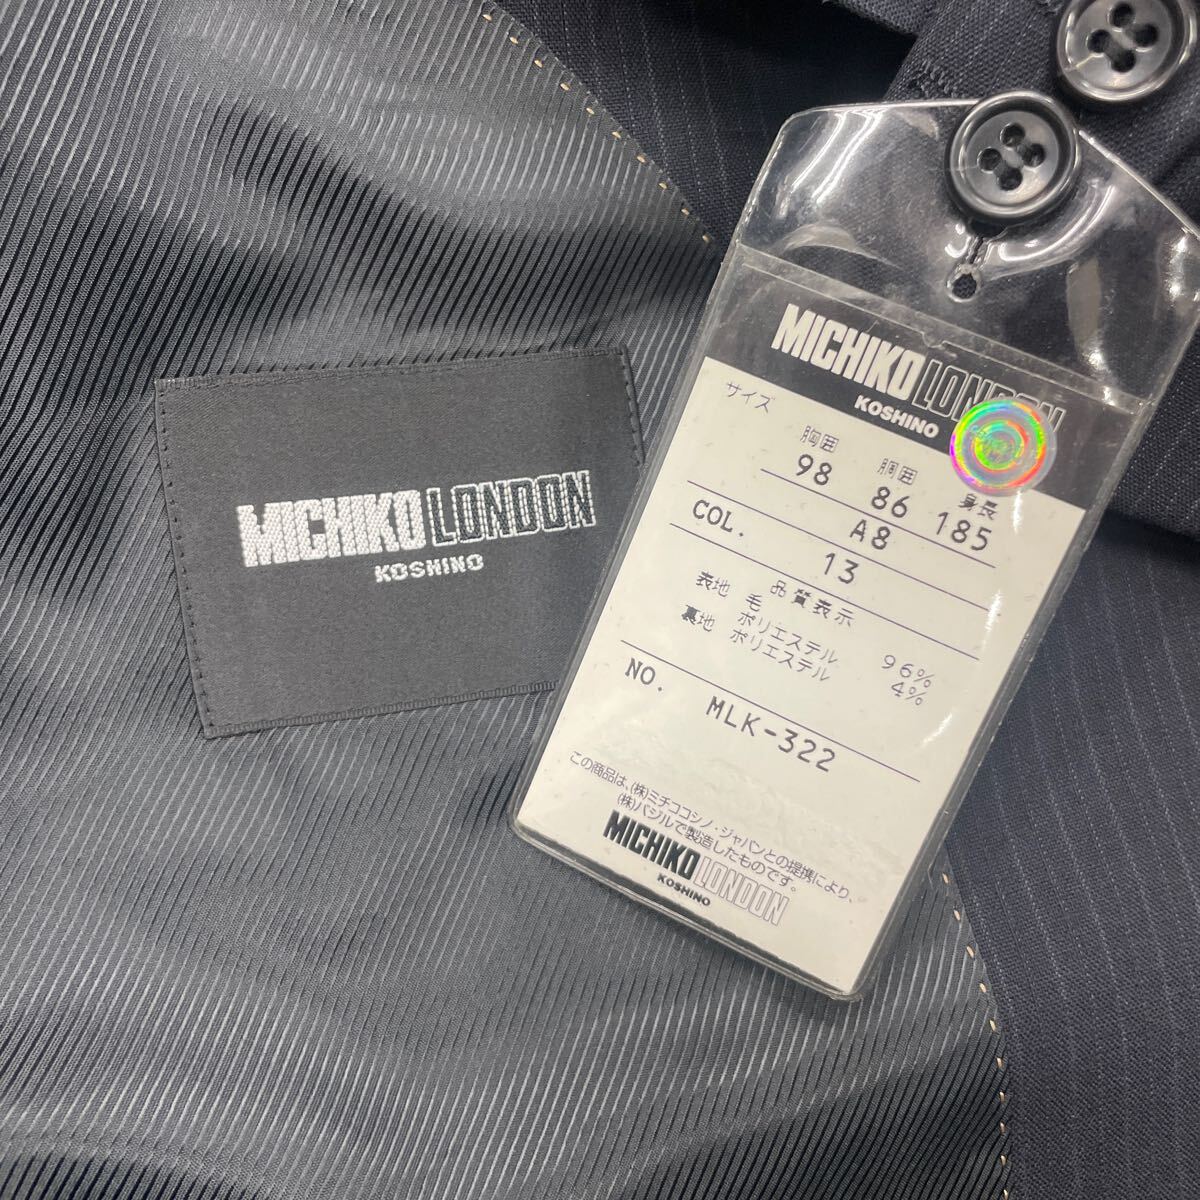 MICHIKO LONDON
KOSHINO
MICHIKO LONDON
KOSHINO
サイズ
胸囲 胴囲 身長
98 86 185
A8
COL. 13
品質表示
表地 毛 96%
ポリエステル 4%
裏地 ポリエステル
NO. MLK-322
この商品は、(株)ミチココシノ・ジャパンとの提携により、
(株)バジルで製造したものです。
MICHIKO LONDON
KOSHINO